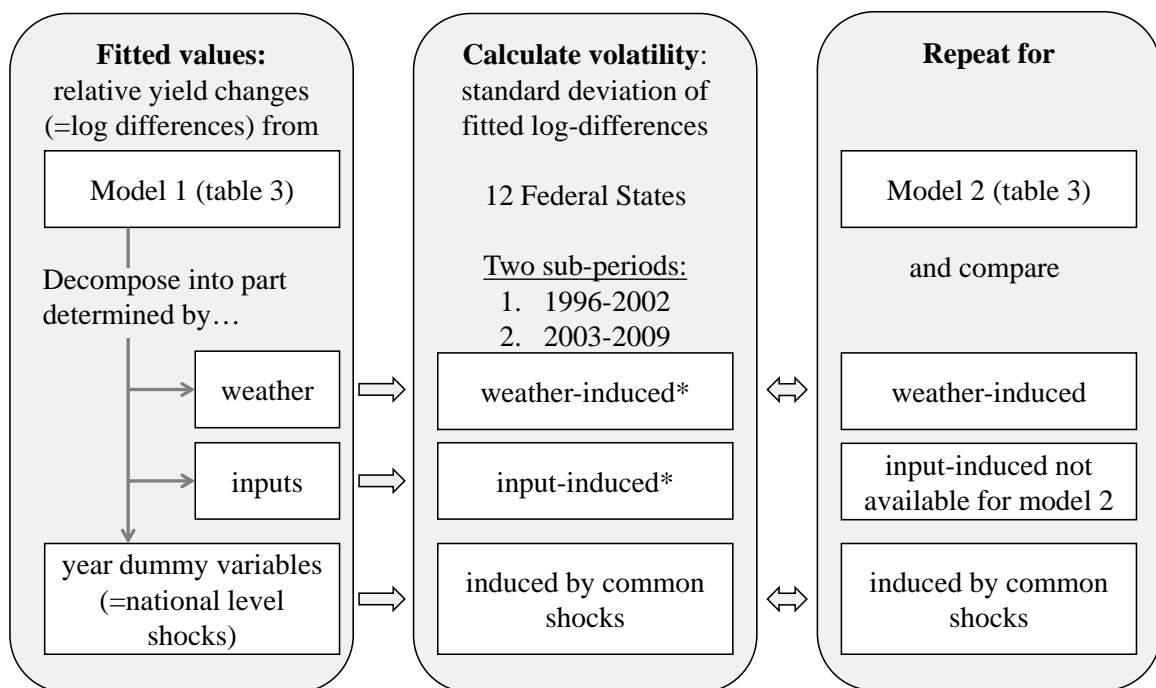 Fitted values:
relative yield changes
(=log differences) from
Model 1 (table 3)
Decompose into part
determined by…
weather
inputs
year dummy variables
(=national level
shocks)
Calculate volatility:
standard deviation of
fitted log-differences
12 Federal States
Two sub-periods:
1. 1996-2002
2. 2003-2009
weather-induced*
input-induced*
induced by common
shocks
Repeat for
Model 2 (table 3)
and compare
weather-induced
input-induced not
available for model 2
induced by common
shocks